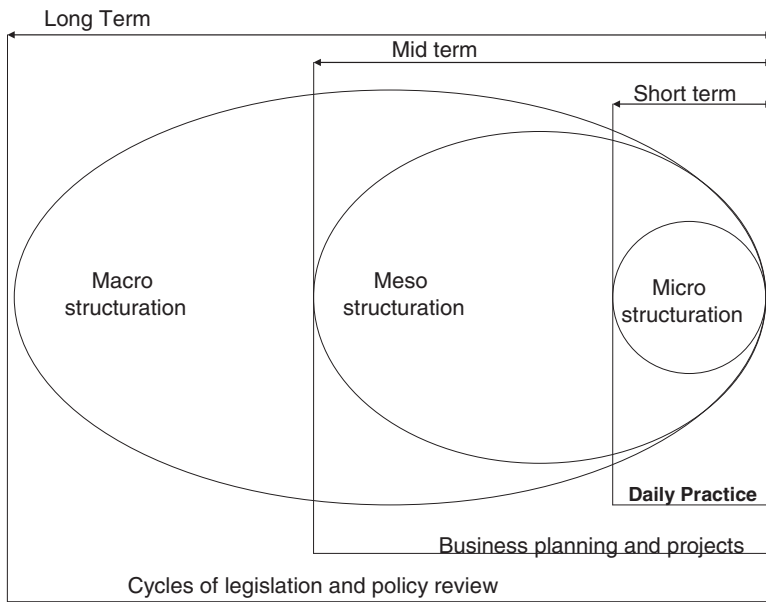 Long Term
Mid term
Short term
Macro
structuration
Meso
structuration
Micro
structuration
Daily Practice
Business planning and projects
Cycles of legislation and policy review